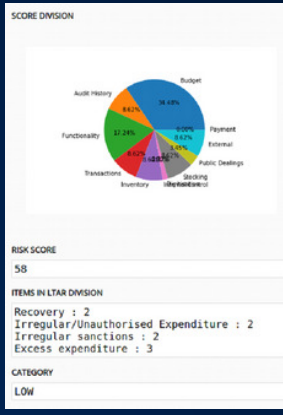 SCORE DIVISION
Budget
34.48%
Audit History
8.62%
Functionality
17.24%
Payment
0.00%
External
8.62%
Public Dealings
Transactions
8.62%
Inventory
Stocking
RISK SCORE
58
ITEMS IN LTAR DIVISION
Recovery : 2
Irregular/Unauthorised Expenditure : 2
Irregular sanctions : 2
Excess expenditure : 3
CATEGORY
LOW